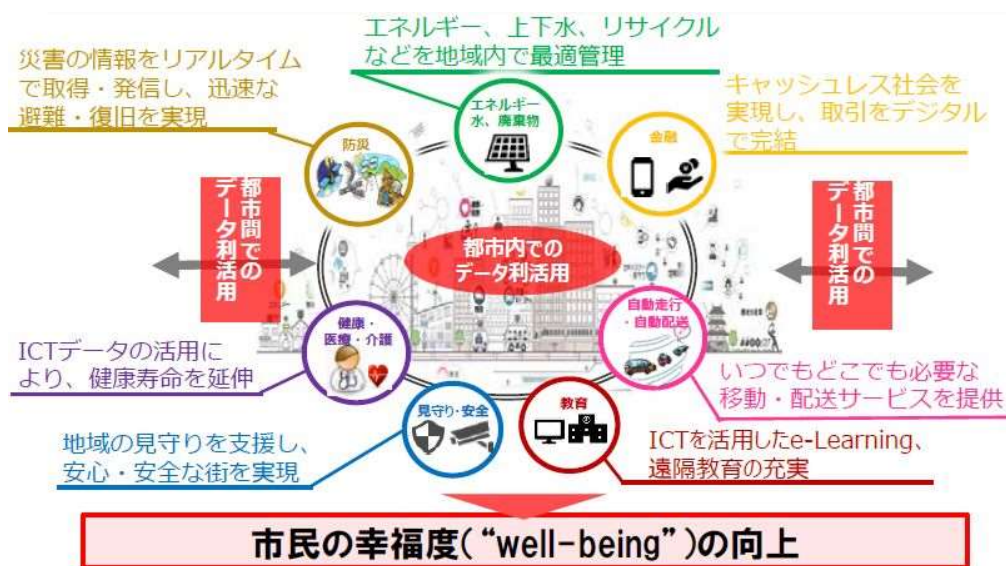 エネルギー、上下水、リサイクル
などを地域内で最適管理
災害の情報をリアルタイム
で取得・発信し、迅速な
避難・復旧を実現
キャッシュレス社会を
実現し、取引をデジタル
で完結
エネルギー
水、廃棄物
防災
金融
都市間での
データ利活用
都市内での
データ利活用
都市間での
データ利活用
健康・
医療・介護
自動走行
・自動配送
ICTデータの活用に
より、健康寿命を延伸
いつでもどこでも必要な
移動・配送サービスを提供
見守り・安全
教育
地域の見守りを支援し、
安心・安全な街を実現
ICTを活用したe-Learning、
遠隔教育の充実
市民の幸福度(“well-being”)の向上